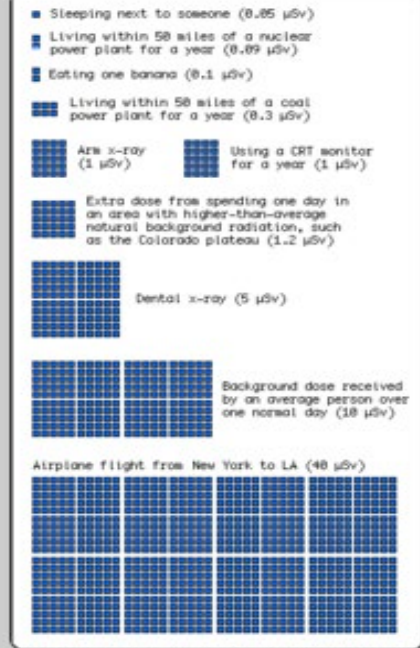 Sleeping next to someone (0.05 μSv)
Living within 50 miles of a nuclear
power plant for a year (0.09 μSv)
Eating one banana (0.1 μSv)
Living within 50 miles of a coal
power plant for a year (0.3 μSv)
Arm x-ray
(1 μSv)
Using a CRT monitor
for a year (1 μSv)
Extra dose from spending one day in
an area with higher-than-average
natural background radiation, such
as the Colorado plateau (1.2 μSv)
Dental x-ray (5 μSv)
Background dose received
by an average person over
one normal day (10 μSv)
Airplane flight from New York to LA (40 μSv)